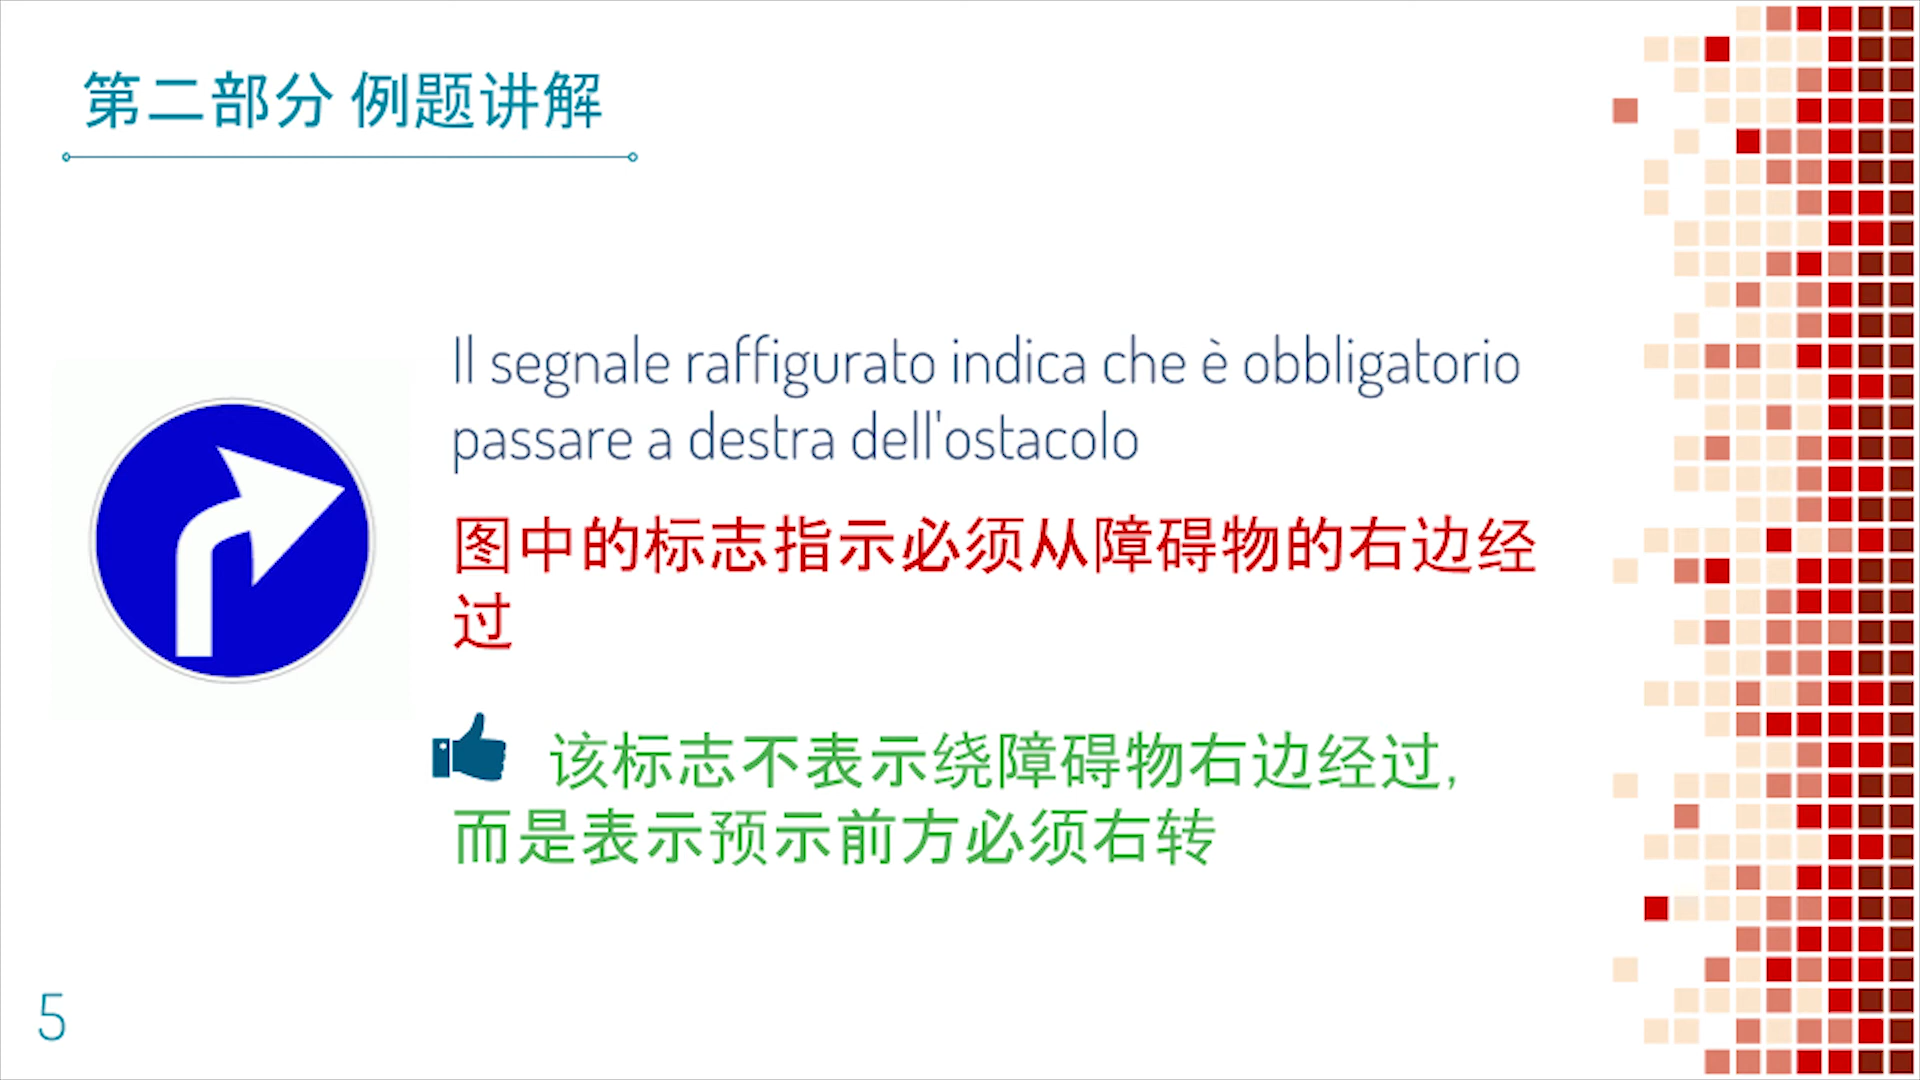 第二部分 例题讲解
Il segnale raffigurato indica che è obbligatorio
passare a destra dell'ostacolo
图中的标志指示必须从障碍物的右边经
过
该标志不表示绕障碍物右边经过,
而是表示预示前方必须右转
5